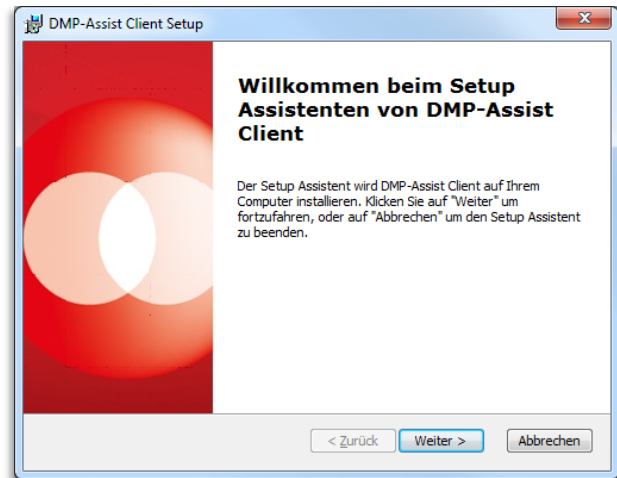 DMP-Assist Client Setup
Willkommen beim Setup
Assistenten von DMP-Assist
Client
Der Setup Assistent wird DMP-Assist Client auf Ihrem
Computer installieren. Klicken Sie auf "Weiter" um
fortzufahren, oder auf "Abbrechen" um den Setup Assistent
zu beenden.
< Zurück Weiter > Abbrechen